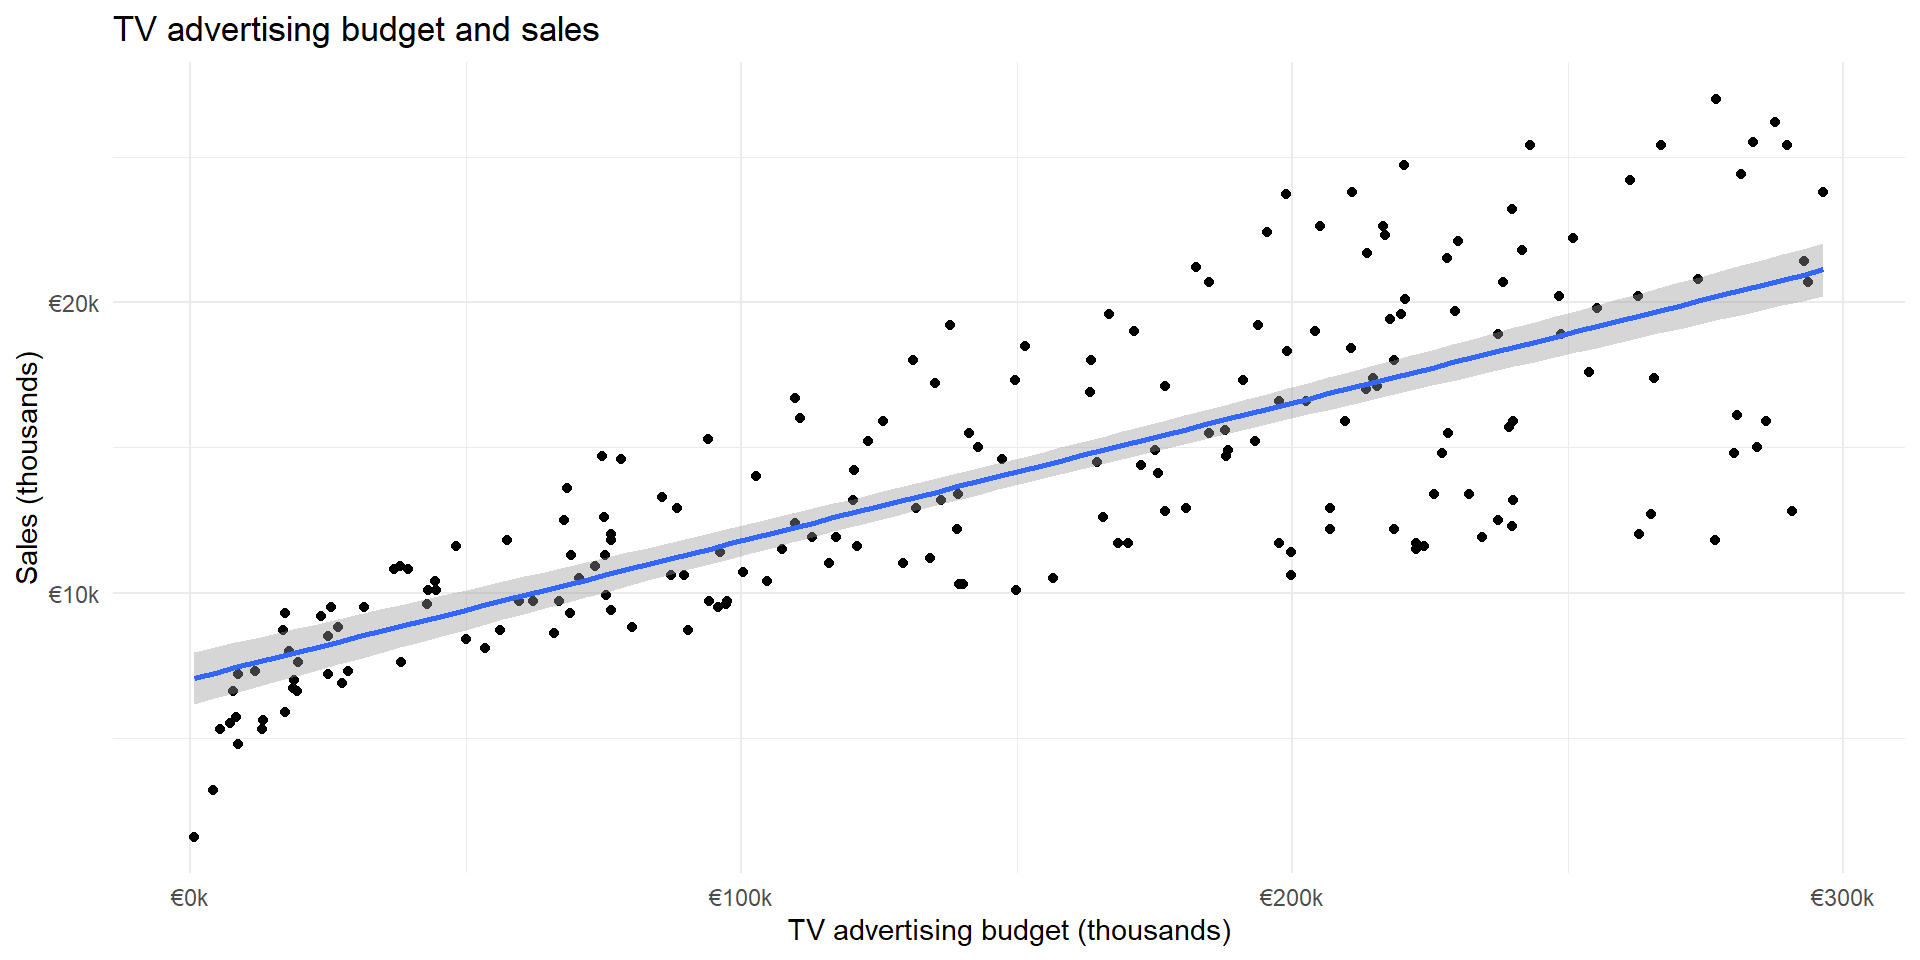 TV advertising budget and sales
Sales (thousands)
€20k
€10k
€0k
€100k
€200k
€300k
TV advertising budget (thousands)